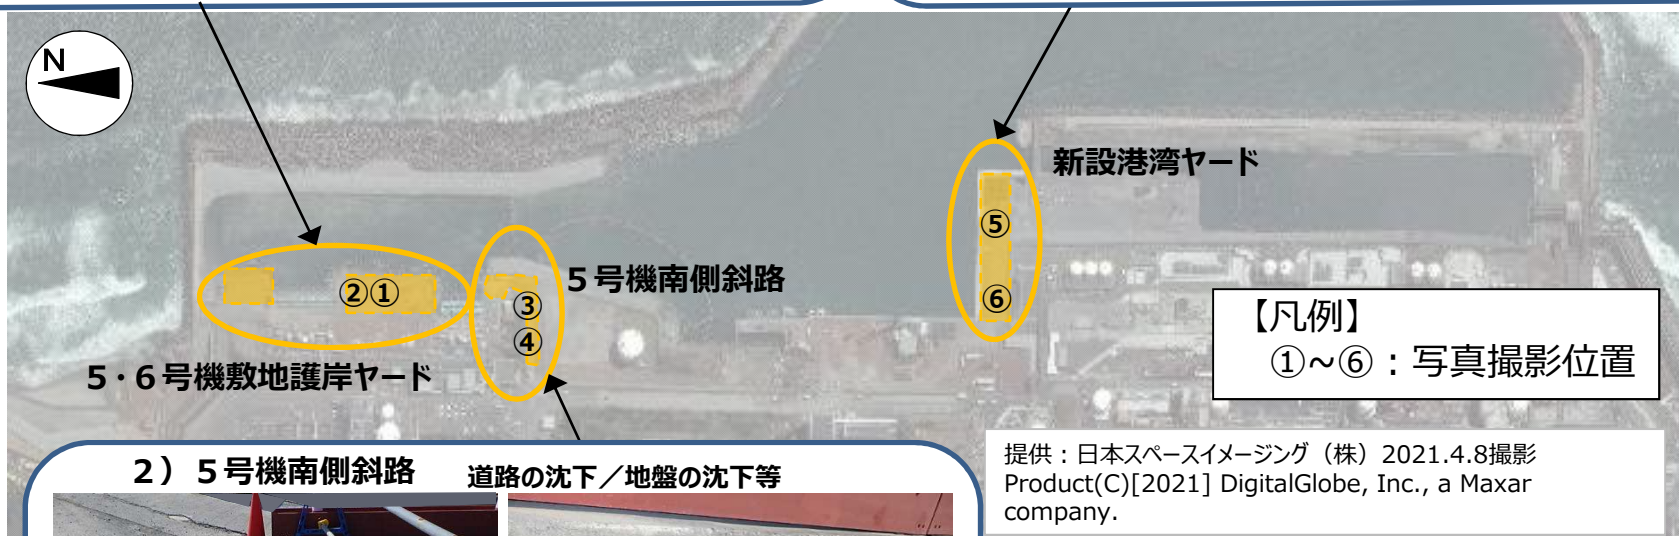 N
新設港湾ヤード
⑤
５号機南側斜路
②①
③
⑥
④
【凡例】
①~⑥：写真撮影位置
５・６号機敷地護岸ヤード
２）５号機南側斜路
道路の沈下／地盤の沈下等
提供：日本スペースイメージング（株）2021.4.8撮影
Product(C)[2021] DigitalGlobe, Inc., a Maxar
company.